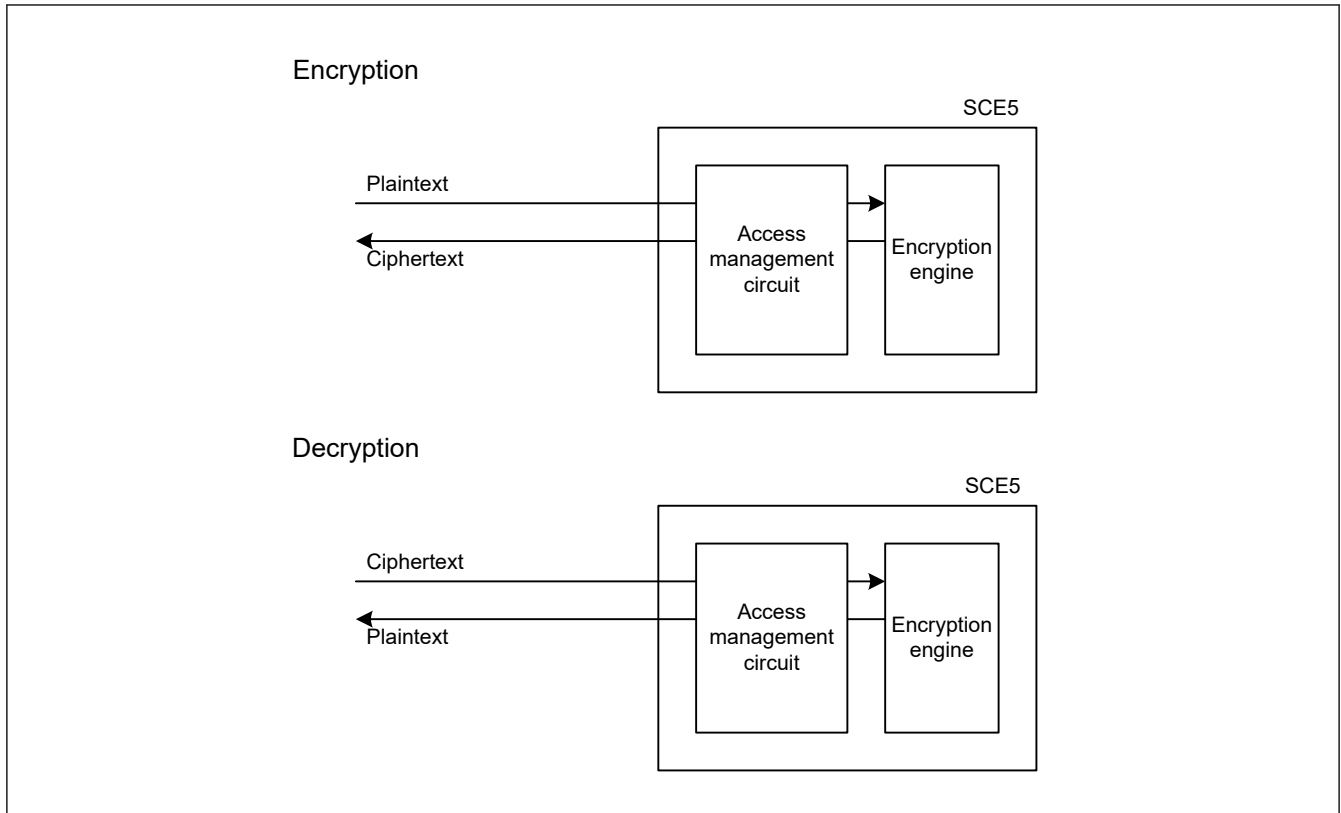 Encryption
SCE5
Plaintext
Ciphertext
Access
management
circuit
Encryption
engine
Decryption
SCE5
Ciphertext
Plaintext
Access
management
circuit
Encryption
engine